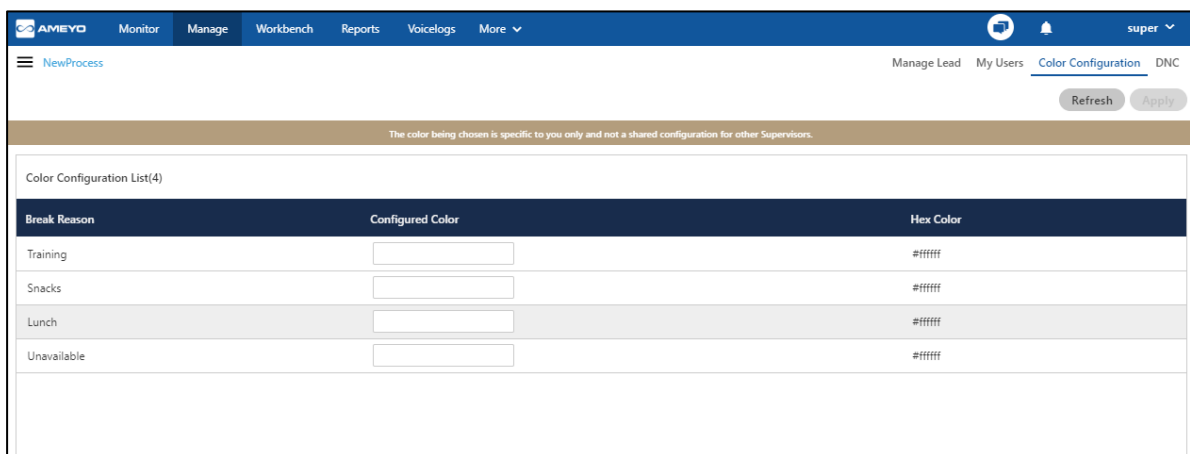 AMEYO Monitor Manage Workbench Reports Voicelogs More super
NewProcess Manage Lead My Users Color Configuration DNC
Refresh Apply
The color being chosen is specific to you only and not a shared configuration for other Supervisors.
Color Configuration List(4)
Break Reason Configured Color Hex Color
Training #ffffff
Snacks #ffffff
Lunch #ffffff
Unavailable #ffffff